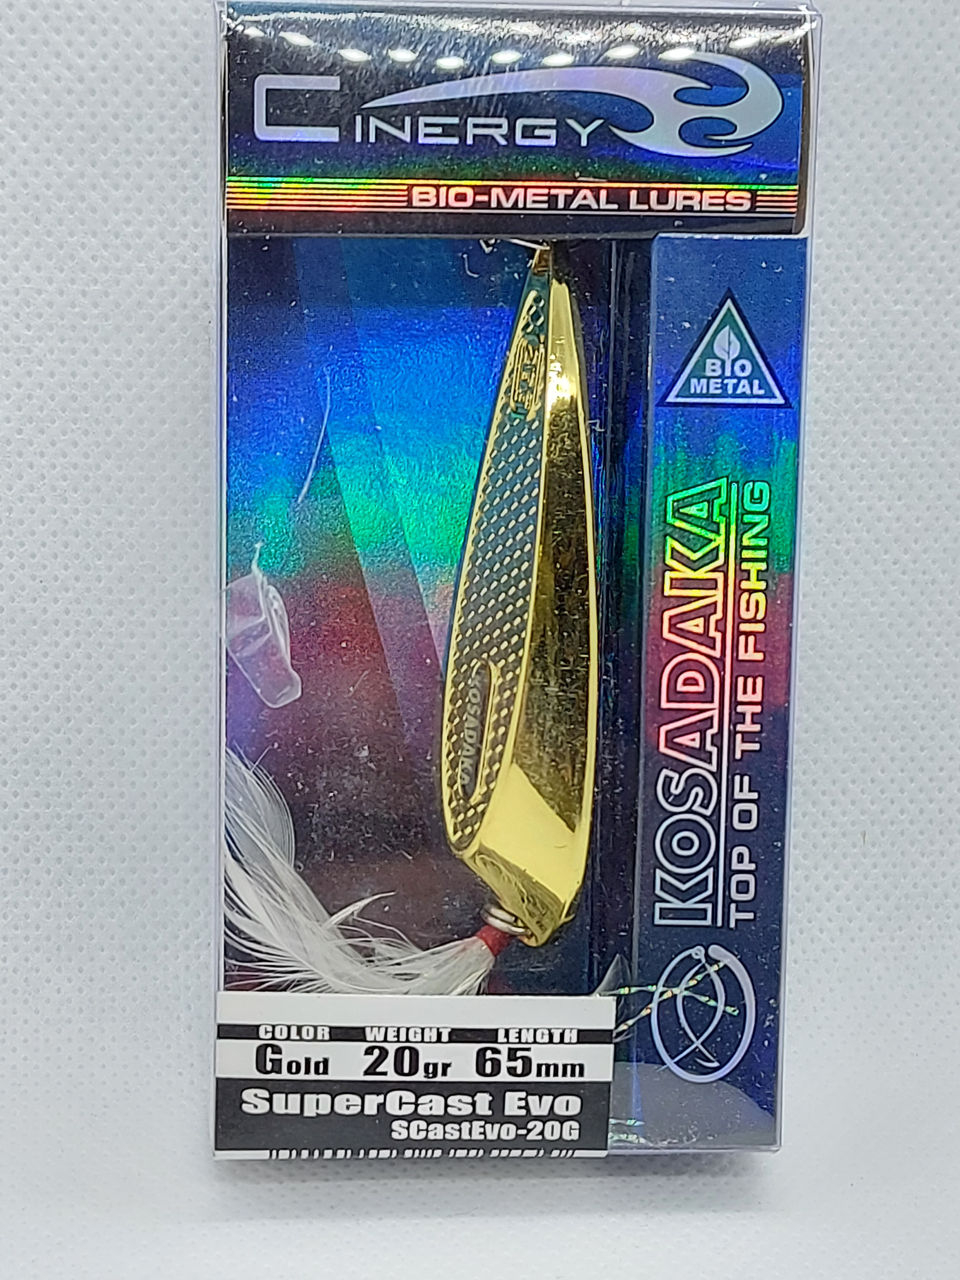 CINERGY
BIO-METAL LURES
BIO
METAL
KOSADAKA
TOP OF THE FISHING
KOSADAKA
COLOR WEIGHT LENGTH
Gold 20gr 65mm
SuperCast Evo
SCastEvo-20G